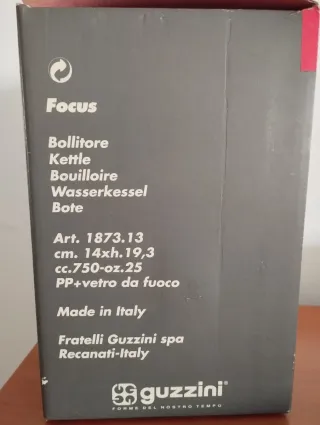 Focus
Bollitore
Kettle
Bouilloire
Wasserkessel
Bote
Art. 1873.13
cm. 14xh.19,3
cc.750-oz.25
PP+vetro da fuoco
Made in Italy
Fratelli Guzzini spa
Recanati-Italy
guzzini®
FORME DEL NOSTRO TEMPO